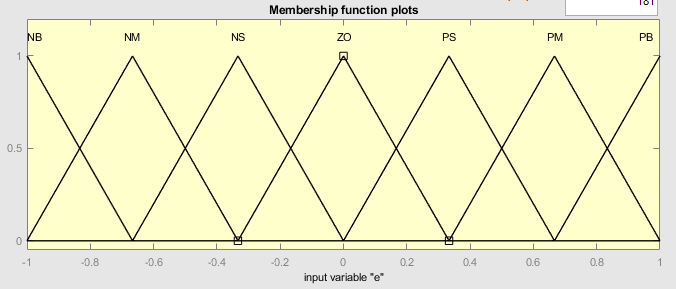 181
Membership function plots
NB NM NS ZO PS PM PB
1
0.5
0
-1 -0.8 -0.6 -0.4 -0.2 0 0.2 0.4 0.6 0.8 1
input variable "e"